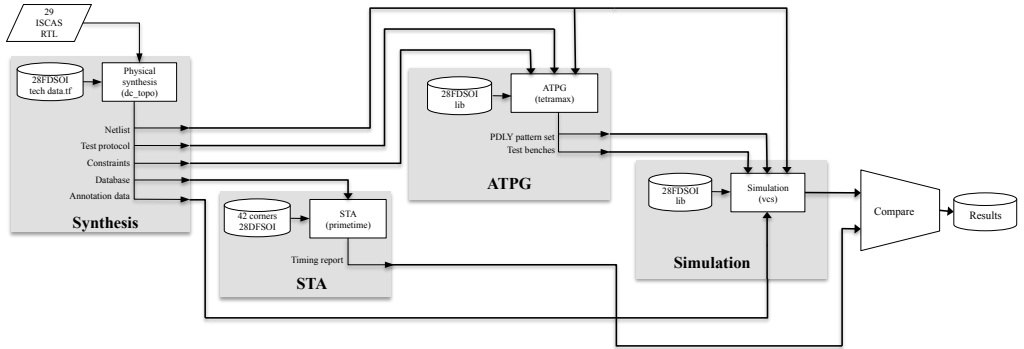 29
ISCAS
RTL
28FDSOI
tech data.tf
Physical
synthesis
(dc_topo)
Netlist
Test protocol
Constraints
Database
Annotation data
Synthesis
42 corners
28DFSOI
STA
(primetime)
Timing report
STA
28FDSOI
lib
ATPG
(tetramax)
PDLY pattern set
Test benches
ATPG
28FDSOI
lib
Simulation
(vcs)
Simulation
Compare
Results